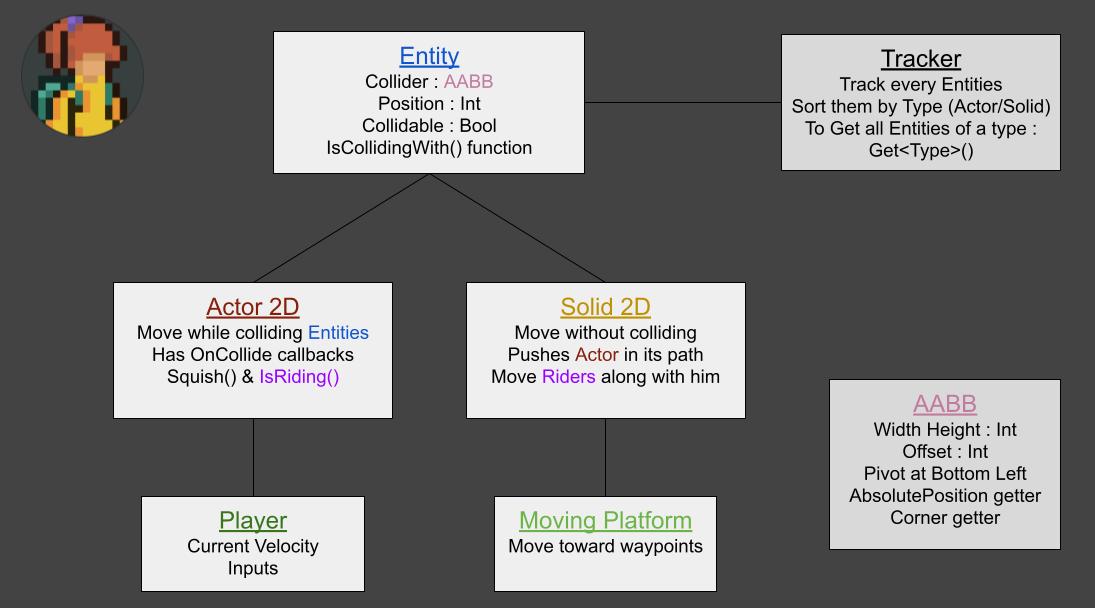 Entity
Collider : AABB
Position : Int
Collidable : Bool
IsCollidingWith() function
Tracker
Track every Entities
Sort them by Type (Actor/Solid)
To Get all Entities of a type :
Get<Type>()
Actor 2D
Move while colliding Entities
Has OnCollide callbacks
Squish() & IsRiding()
Solid 2D
Move without colliding
Pushes Actor in its path
Move Riders along with him
AABB
Width Height : Int
Offset : Int
Pivot at Bottom Left
AbsolutePosition getter
Corner getter
Player
Current Velocity
Inputs
Moving Platform
Move toward waypoints